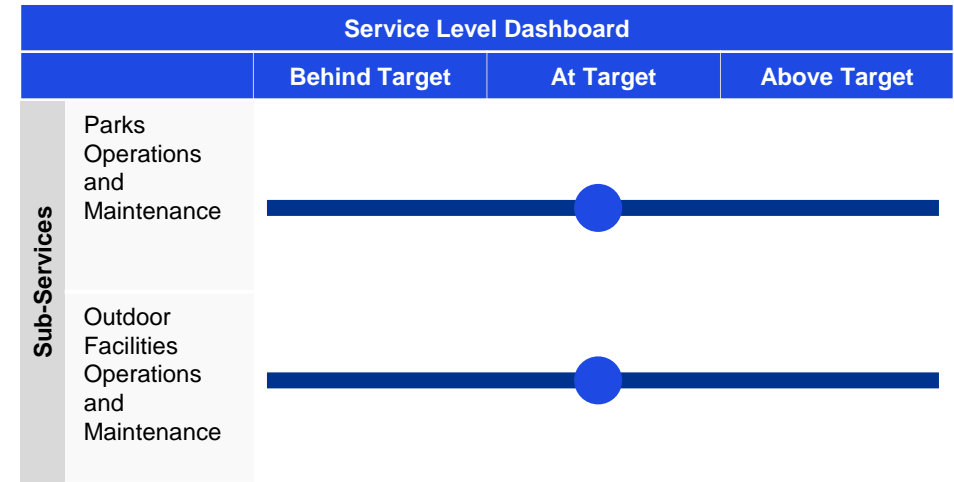 Service Level Dashboard
Behind Target
At Target
Above Target
Sub-Services
Parks
Operations
and
Maintenance
Outdoor
Facilities
Operations
and
Maintenance